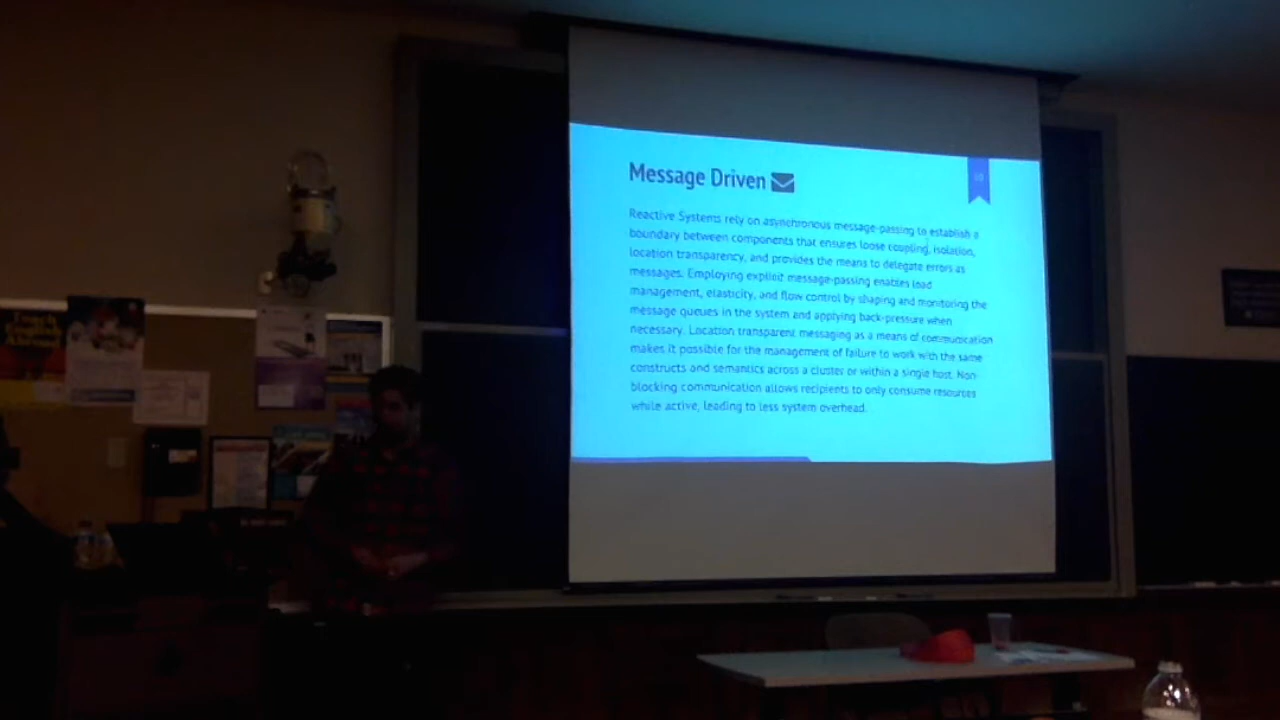 Message Driven
10
Reactive Systems rely on asynchronous message-passing to establish a
boundary between components that ensures loose coupling, isolation,
location transparency, and provides the means to delegate errors as
messages. Employing explicit message-passing enables load
management, elasticity, and flow control by shaping and monitoring the
message queues in the system and applying back-pressure when
necessary. Location transparent messaging as a means of communication
makes it possible for the management of failure to work with the same
constructs and semantics across a cluster or within a single host. Non-
blocking communication allows recipients to only consume resources
while active, leading to less system overhead.
Teach
English
Abroad!